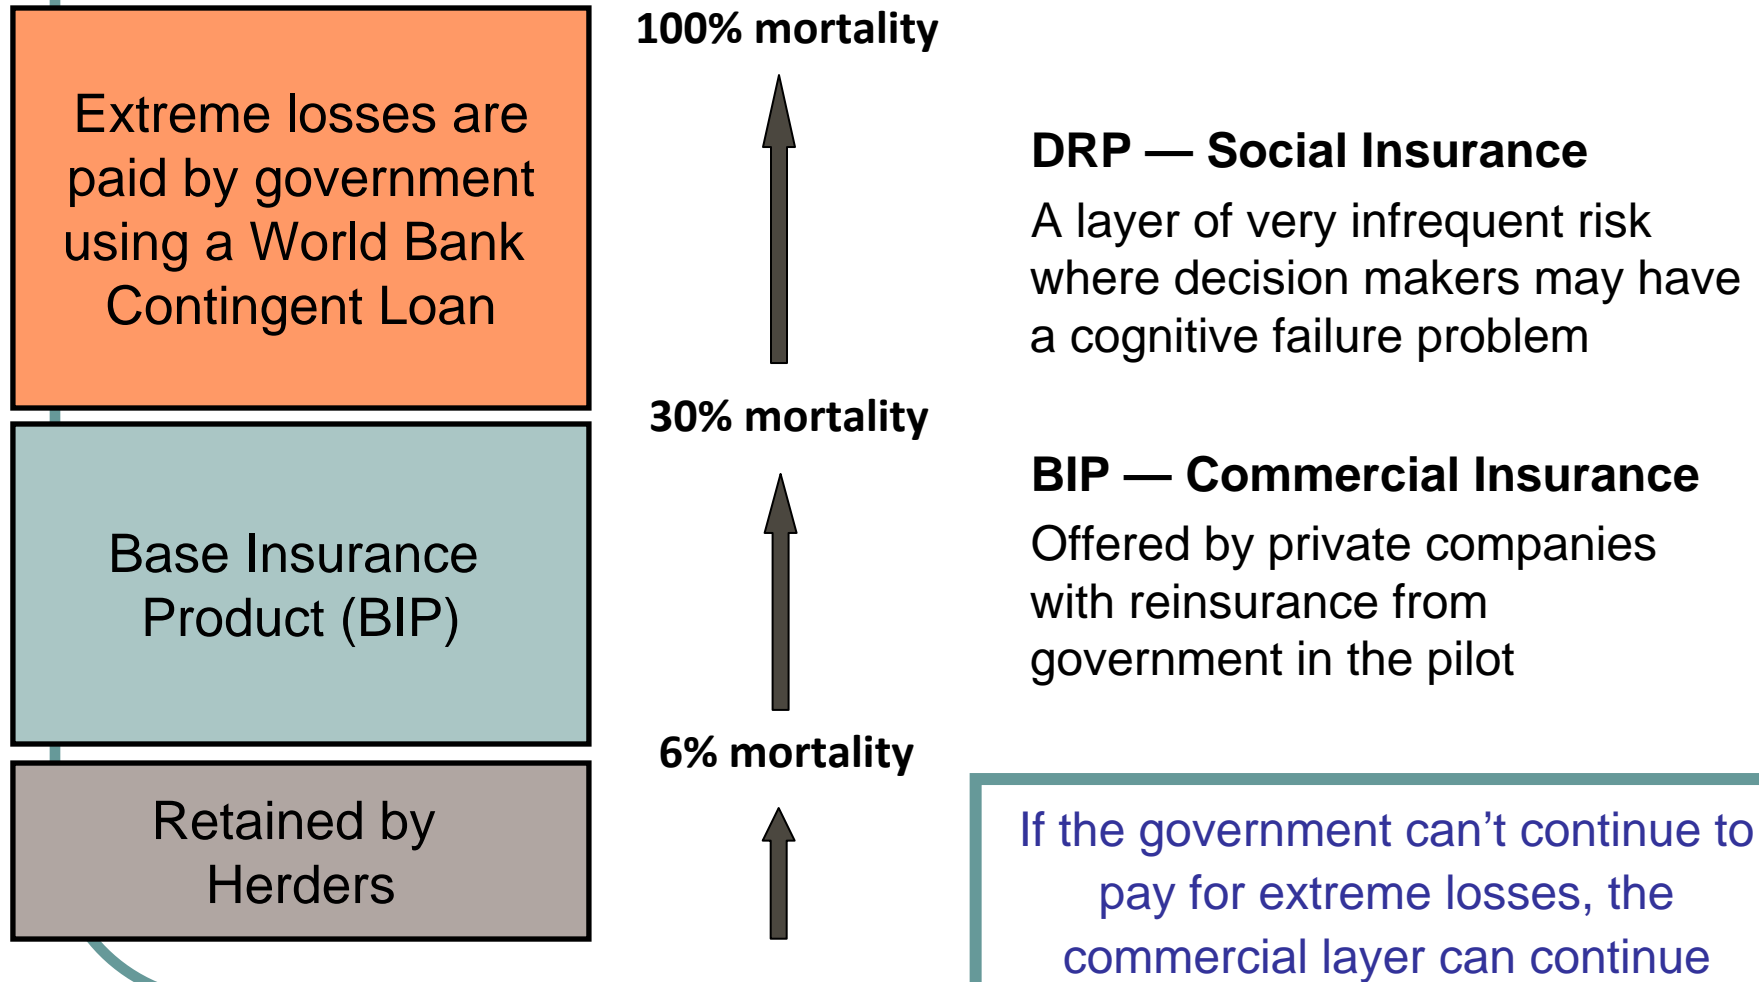 100% mortality
Extreme losses are
paid by government
using a World Bank
Contingent Loan
DRP — Social Insurance
A layer of very infrequent risk
where decision makers may have
a cognitive failure problem
30% mortality
Base Insurance
Product (BIP)
BIP — Commercial Insurance
Offered by private companies
with reinsurance from
government in the pilot
6% mortality
Retained by
Herders
If the government can’t continue to
pay for extreme losses, the
commercial layer can continue